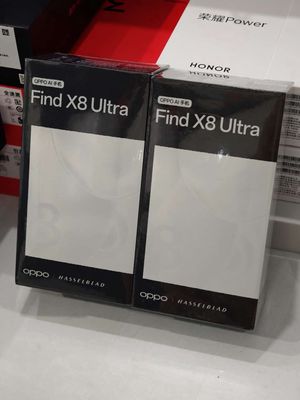 荣耀Power
HONOR
HONOR
OPPO AI 手机
Find X8 Ultra
oppo
HASSELBLAD
OPPO AI 手机
Find X8 Ultra
oppo
HASSELBLAD